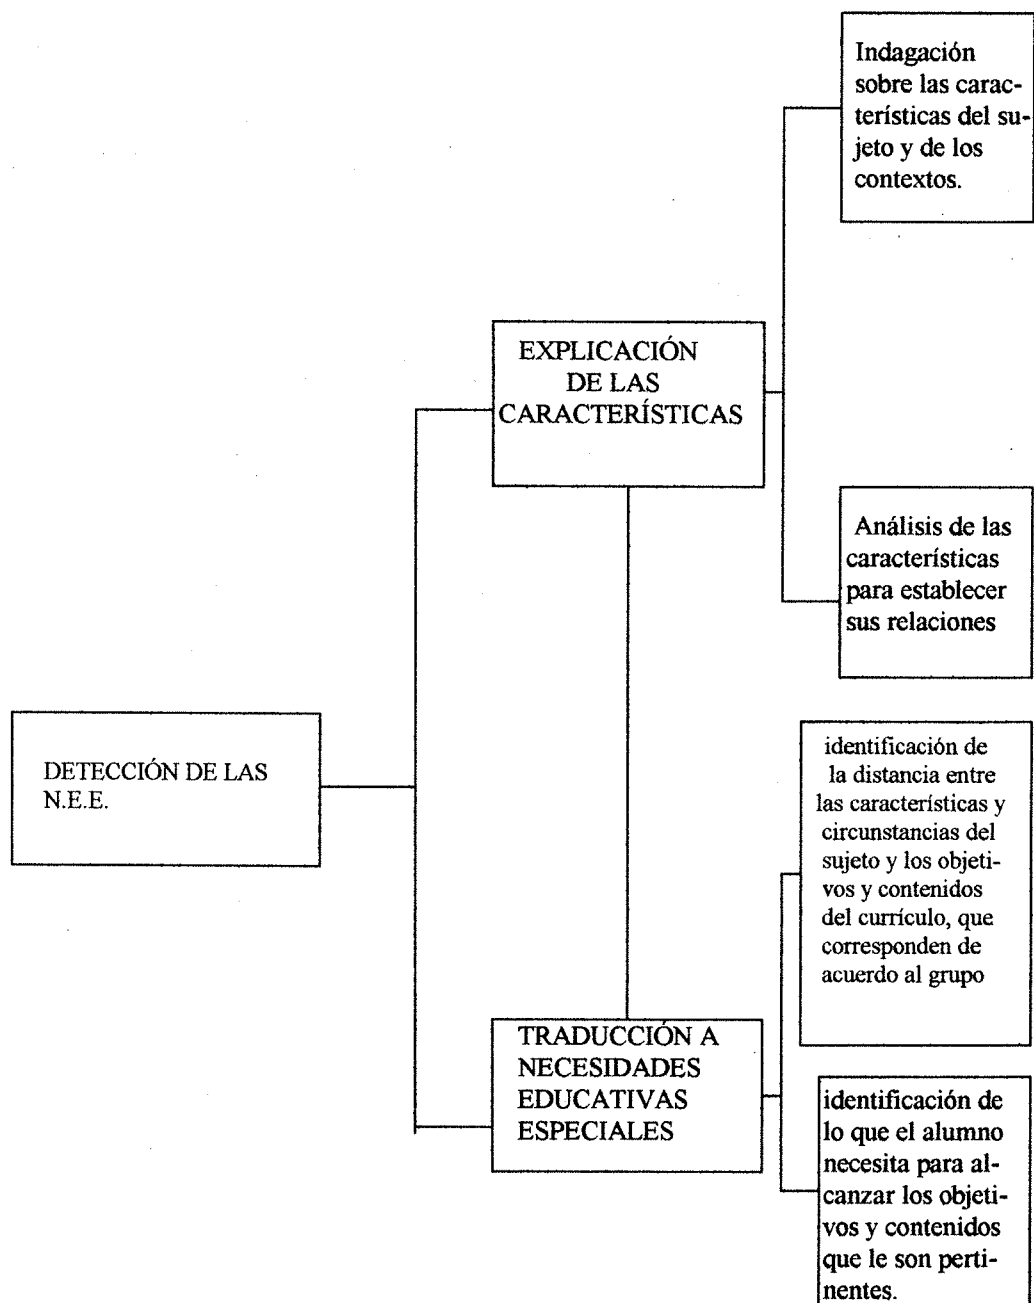 Indagación
sobre las carac-
terísticas del su-
jeto y de los
contextos.
EXPLICACIÓN
DE LAS
CARACTERÍSTICAS
Análisis de las
características
para establecer
sus relaciones
DETECCIÓN DE LAS
N.E.E.
identificación de
la distancia entre
las características y
circunstancias del
sujeto y los objeti-
vos y contenidos
del currículo, que
corresponden de
acuerdo al grupo
TRADUCCIÓN A
NECESIDADES
EDUCATIVAS
ESPECIALES
identificación de
lo que el alumno
necesita para al-
canzar los objeti-
vos y contenidos
que le son perti-
nentes.